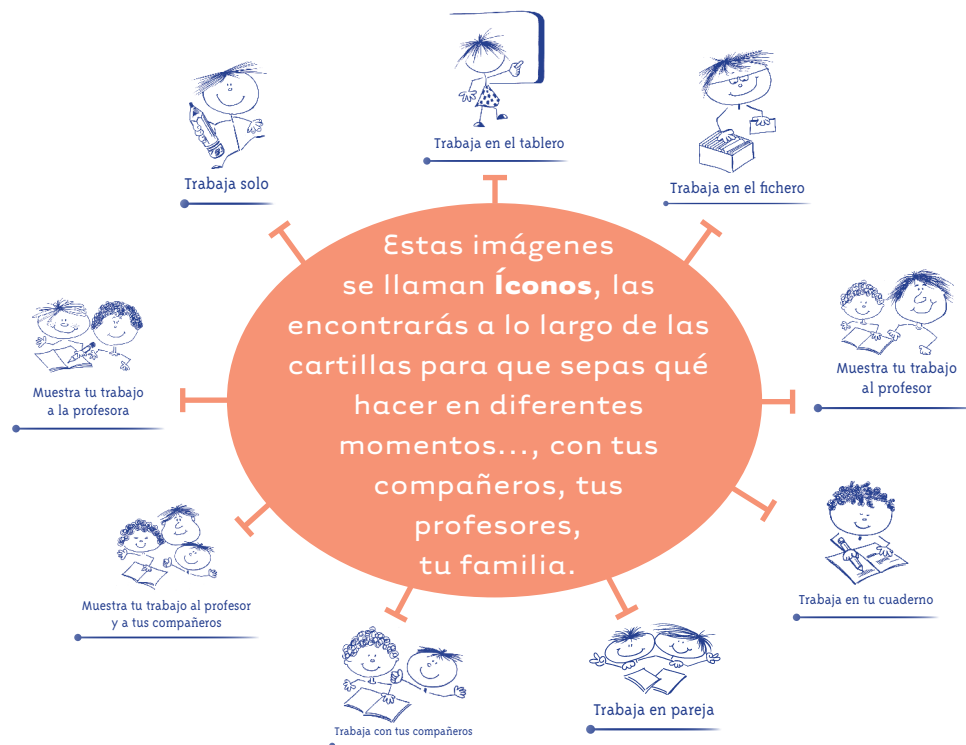 Trabaja en el tablero
Trabaja solo
Trabaja en el fichero
Estas imágenes
se llaman Íconos, las
encontrarás a lo largo de las
cartillas para que sepas qué
hacer en diferentes
momentos..., con tus
compañeros, tus
profesores,
tu familia.
Muestra tu trabajo
a la profesora
Muestra tu trabajo
al profesor
Muestra tu trabajo al profesor
y a tus compañeros
Trabaja en tu cuaderno
Trabaja con tus compañeros
Trabaja en pareja